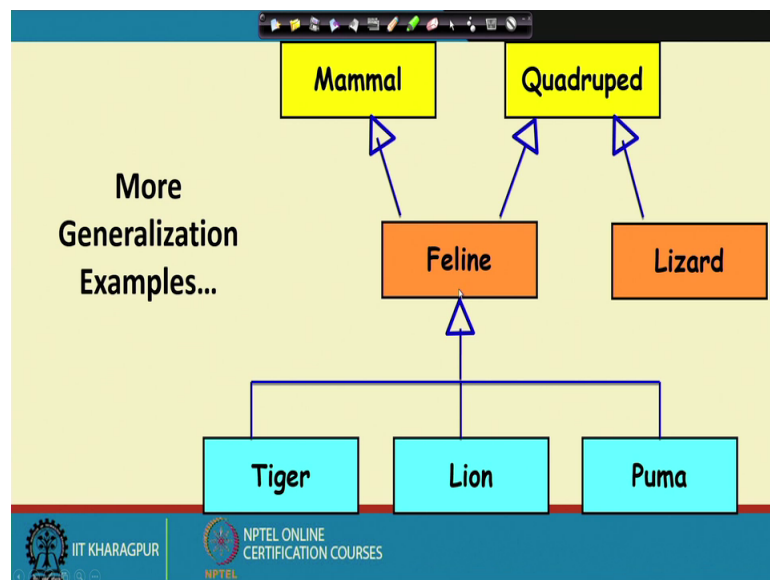 Mammal
Quadruped
More
Generalization
Examples...
Feline
Lizard
Tiger
Lion
Puma
IIT KHARAGPUR
NPTEL ONLINE
CERTIFICATION COURSES
NPTEL